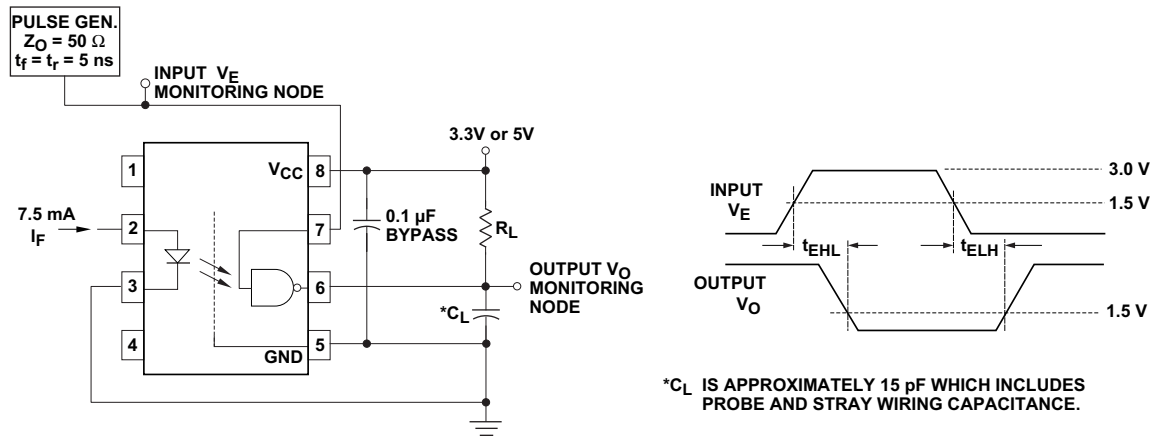 PULSE GEN.
ZO = 50 Ω
tf = tr = 5 ns
INPUT VE
MONITORING NODE
3.3V or 5V
1
VCC
8
7.5 mA
IF
2
7
0.1 µF
BYPASS
RL
3
6
OUTPUT VO
MONITORING
NODE
*CL
4
GND
5
INPUT
VE
3.0 V
1.5 V
tEHL
tELH
OUTPUT
VO
1.5 V
*CL IS APPROXIMATELY 15 pF WHICH INCLUDES
PROBE AND STRAY WIRING CAPACITANCE.